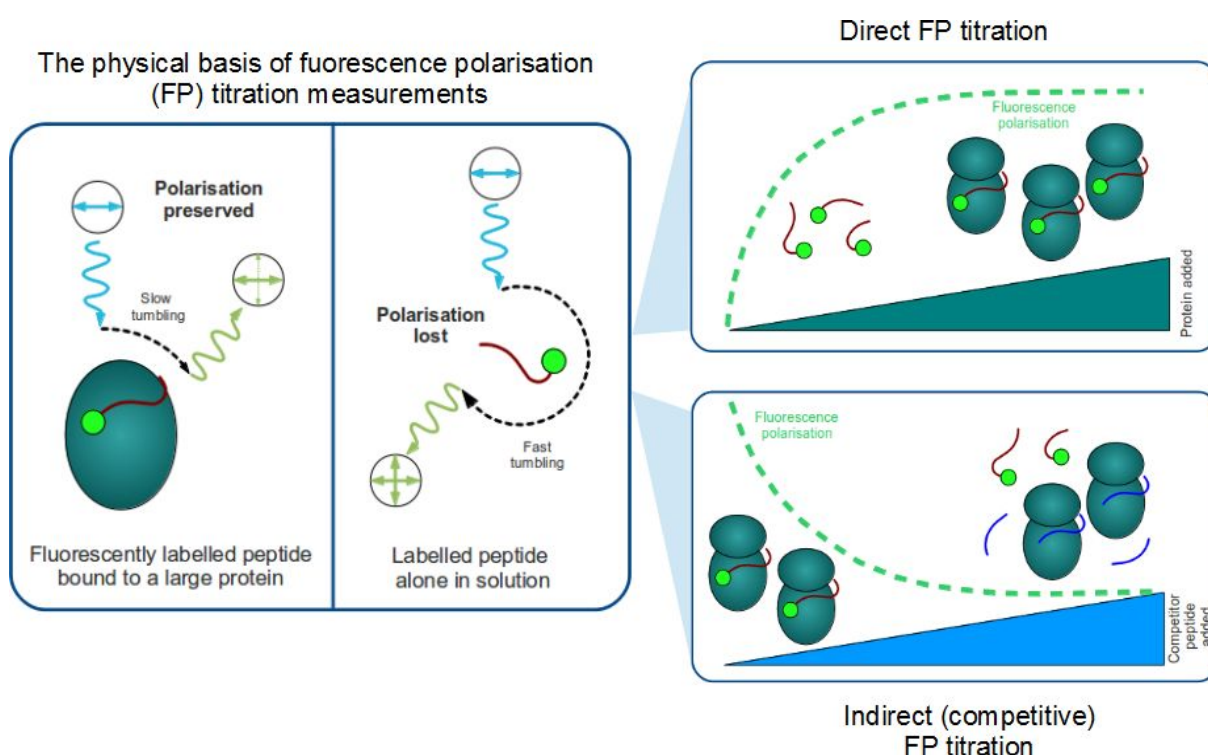 The physical basis of fuorescence polarisation
(FP) titration measurements
Polarisation
preserved
Slow
tumbling
Fluorescently labelled peptide
bound to a large protein
Polarisation
lost
Fast
tumbling
Labelled peptide
alone in solution
Direct FP titration
Fluorescence
polarisation
Protein added
Fluorescence
polarisation
Competitor
peptide
added
Indirect (competitive)
FP titration